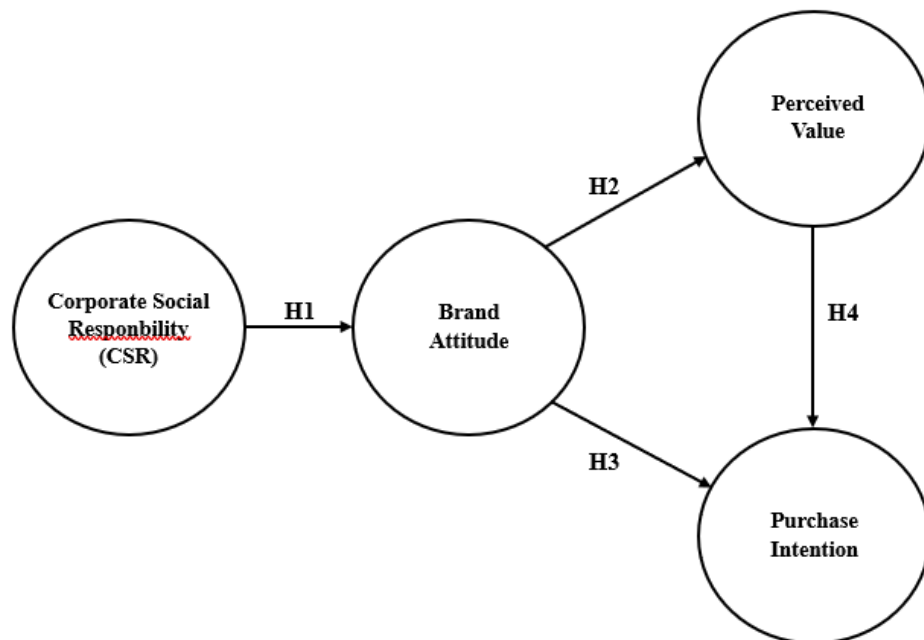 Perceived
Value
H2
Corporate Social
Responbility
(CSR)
H1
Brand
Attitude
H4
H3
Purchase
Intention